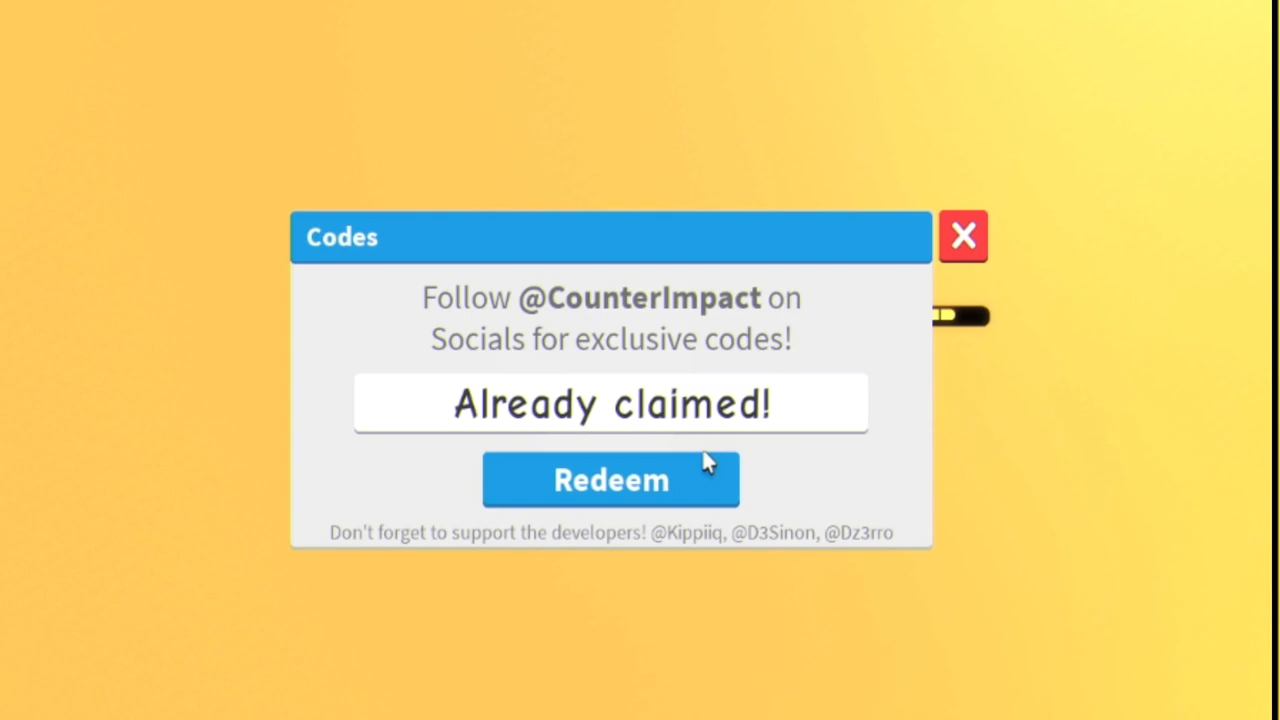 Codes
Follow @CounterImpact on
Socials for exclusive codes!
Already claimed!
Redeem
Don't forget to support the developers! @Kippiiq, @D3Sinon, @Dz3rro